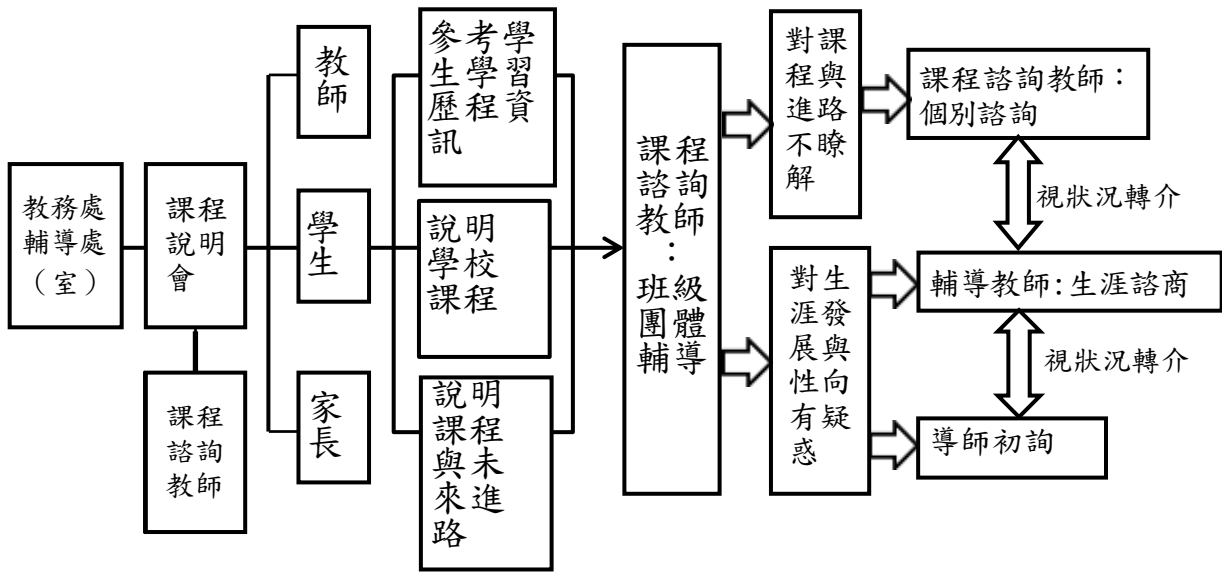 教務處
輔導處
（室）
課程
說明
會
課程
諮詢
教師
教
師
學
生
家
長
參考學
生學習
歷程資
訊
說明
學校
課程
說明
課程
與未
來進
路
課程
諮詢
教師
：
班級
團體
輔導
對課
程與
進路
不瞭
解
對生
涯發
展與
性向
有疑
惑
課程諮詢教師：
個別諮詢
視狀況轉介
輔導教師:生涯諮商
視狀況轉介
導師初詢